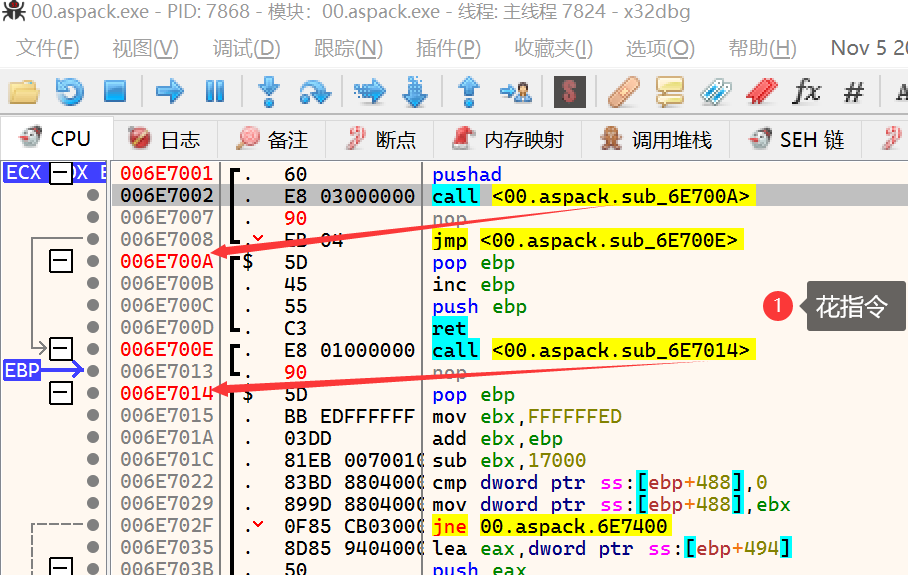 00.aspack.exe - PID: 7868 - 模块: 00.aspack.exe - 线程: 主线程 7824 - x32dbg
文件(F) 视图(V) 调试(D) 跟踪(N) 插件(P) 收藏夹(I) 选项(O) 帮助(H) Nov 5 20
CPU 日志 备注 断点 内存映射 调用堆栈 SEH 链
ECX
006E7001 . 60 pushad
006E7002 . E8 03000000 call <00.aspack.sub_6E700A>
006E7007 . 90 nop
006E7008 . EB 04 jmp <00.aspack.sub_6E700E>
006E700A $ 5D pop ebp
006E700B . 45 inc ebp
006E700C . 55 push ebp
1 花指令
006E700D . C3 ret
006E700E . E8 01000000 call <00.aspack.sub_6E7014>
EBP 006E7013 . 90 nop
006E7014 $ 5D pop ebp
006E7015 . BB EDFFFFFF mov ebx,FFFFFFED
006E701A . 03DD add ebx,ebp
006E701C . 81EB 0070010 sub ebx,17000
006E7022 . 83BD 8804000 cmp dword ptr ss:[ebp+488],0
006E7029 . 899D 8804000 mov dword ptr ss:[ebp+488],ebx
006E702F . 0F85 CB03000 jne 00.aspack.6E7400
006E7035 . 8D85 9404000 lea eax,dword ptr ss:[ebp+494]
006E703B . 50 push eax